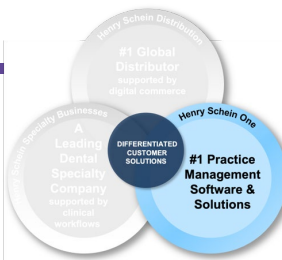 Henry Schein Distribution
#1 Global
Distributor
supported by
digital commerce
Henry Schein Specialty Businesses
A
Leading
Dental
Specialty
Company
supported by
clinical
workflows
DIFFERENTIATED
CUSTOMER
SOLUTIONS
Henry Schein One
#1 Practice
Management
Software &
Solutions